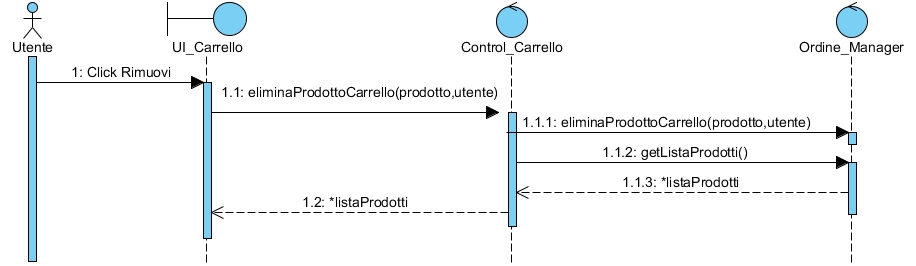 Utente
UI_Carrello
Control_Carrello
Ordine_Manager
1: Click Rimuovi
1.1: eliminaProdottoCarrello(prodotto,utente)
1.1.1: eliminaProdottoCarrello(prodotto,utente)
1.1.2: getListaProdotti()
1.1.3: *listaProdotti
1.2: *listaProdotti